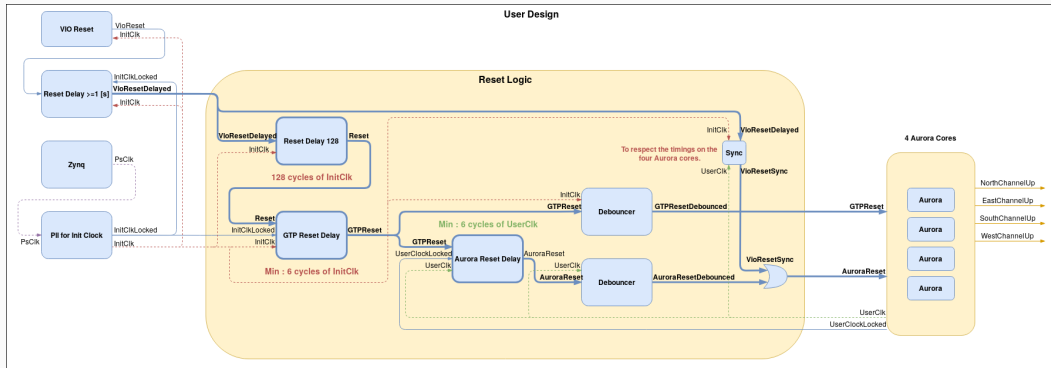 User Design
VIO Reset
VioReset
InitClk
Reset Delay >=1 [s]
InitClkLocked
VioResetDelayed
InitClk
Zynq
PsClk
Pll for Init Clock
PsClk
InitClkLocked
InitClk
Reset Logic
VioResetDelayed
InitClk
Reset Delay 128
Reset
128 cycles of InitClk
Reset
InitClkLocked
InitClk
GTP Reset Delay
GTPReset
Min : 6 cycles of InitClk
Min : 6 cycles of UserClk
GTPReset
UserClockLocked
UserClk
Aurora Reset Delay
AuroraReset
InitClk
GTPReset
Debouncer
GTPResetDebounced
UserClk
AuroraReset
Debouncer
AuroraResetDebounced
To respect the timings on the
four Aurora cores.
InitClk
VioResetDelayed
Sync
UserClk
VioResetSync
VioResetSync
GTPReset
AuroraReset
UserClk
UserClockLocked
4 Aurora Cores
Aurora
Aurora
Aurora
Aurora
NorthChannelUp
EastChannelUp
SouthChannelUp
WestChannelUp